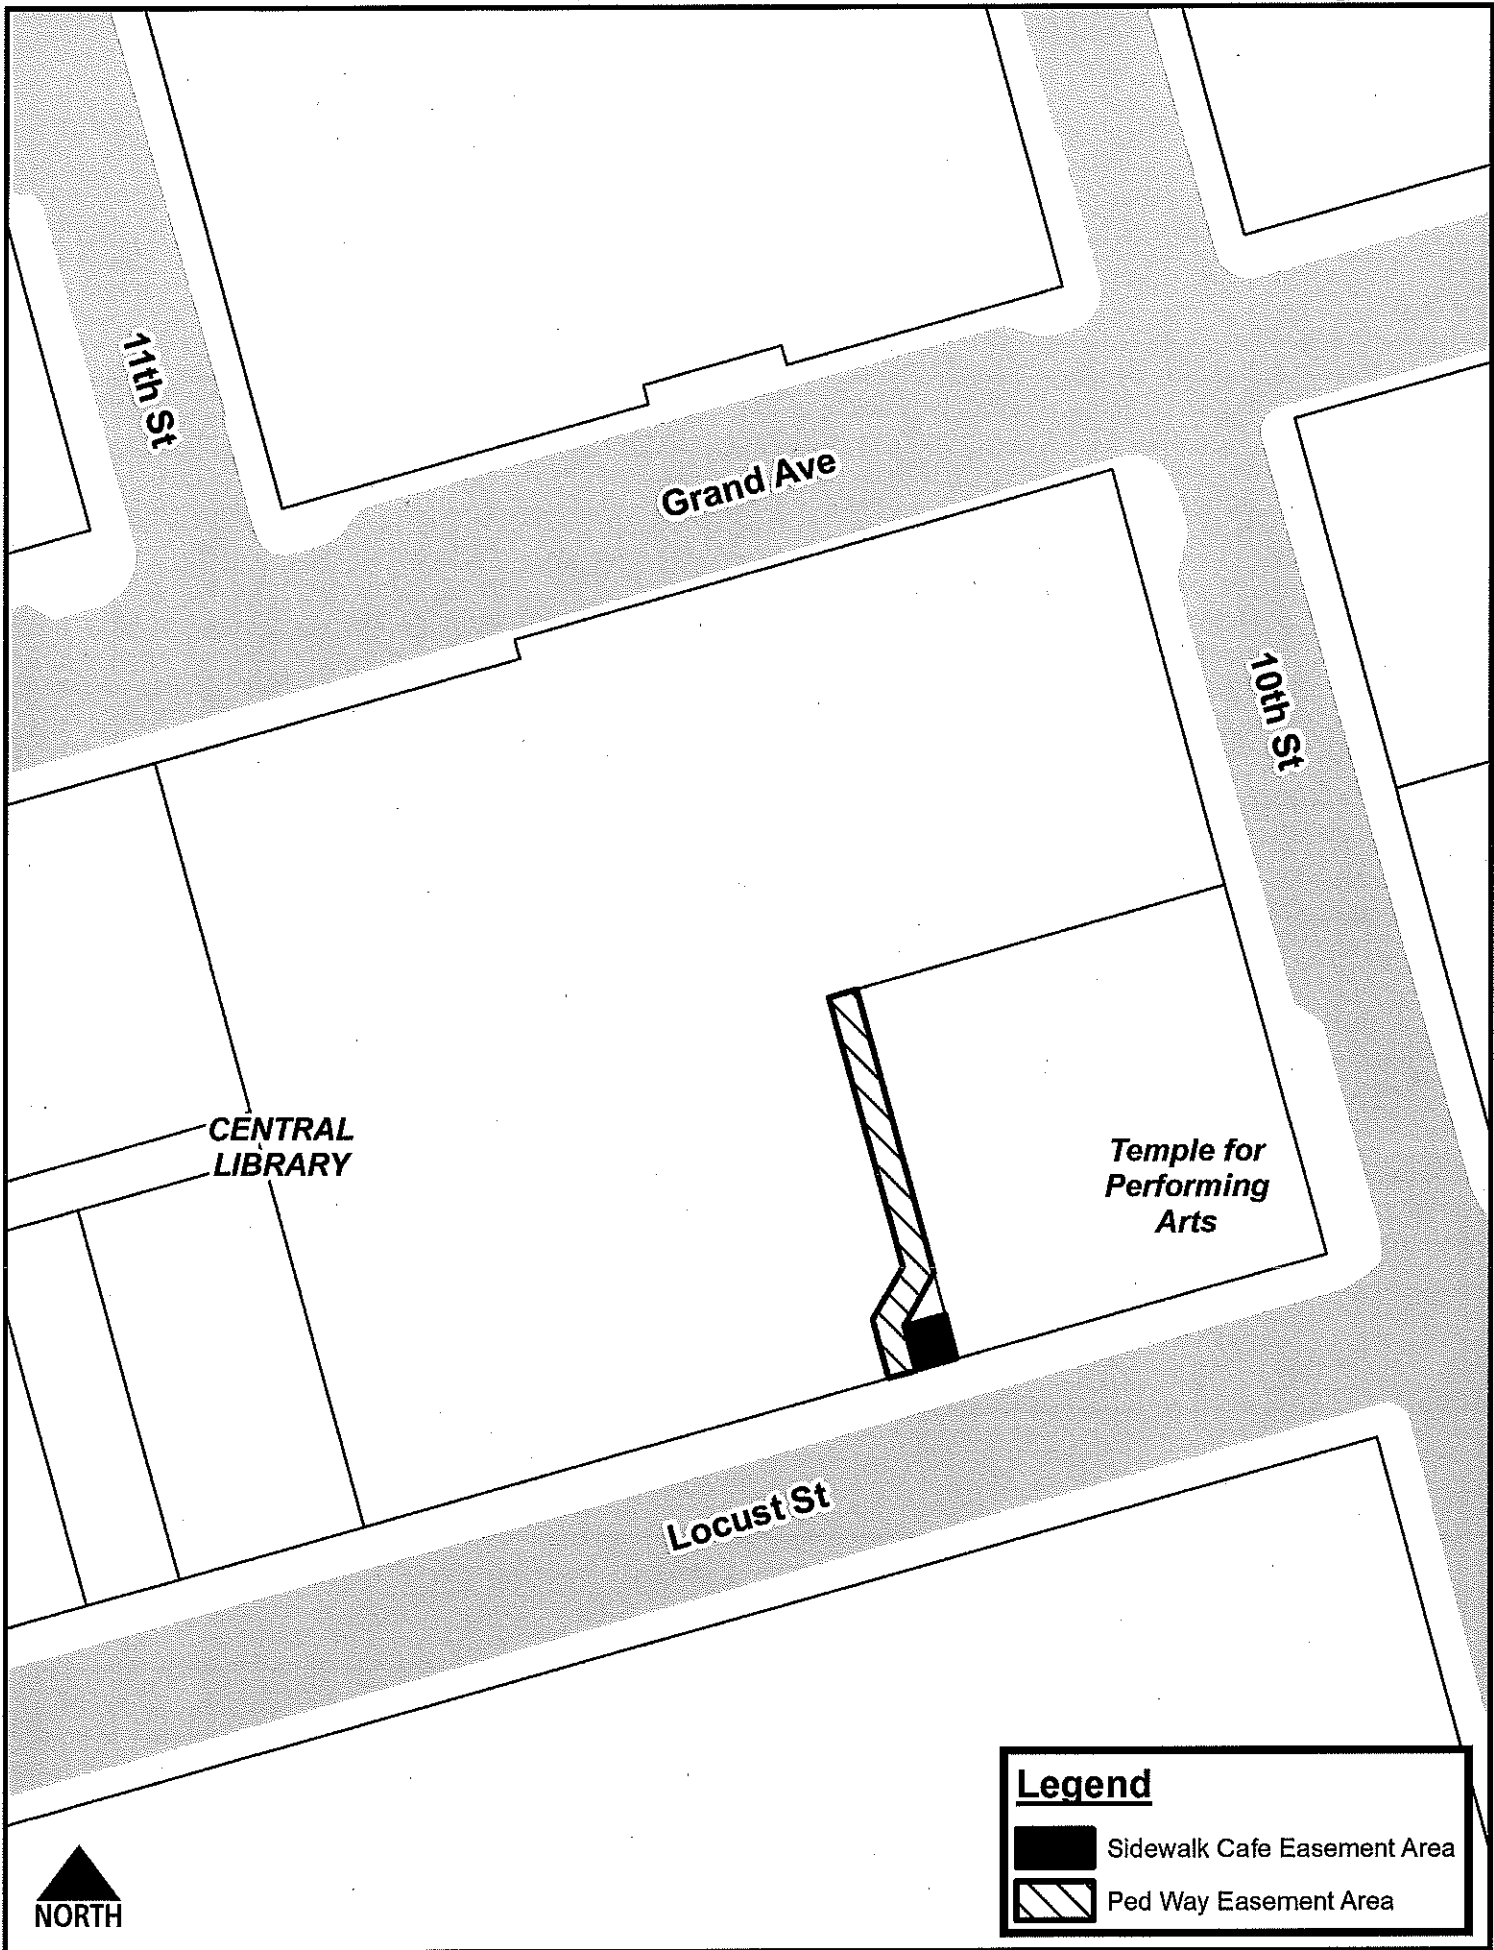 11th St
Grand Ave
10th St
CENTRAL
LIBRARY
Temple for
Performing
Arts
Locust St
Legend
Sidewalk Cafe Easement Area
Ped Way Easement Area
NORTH